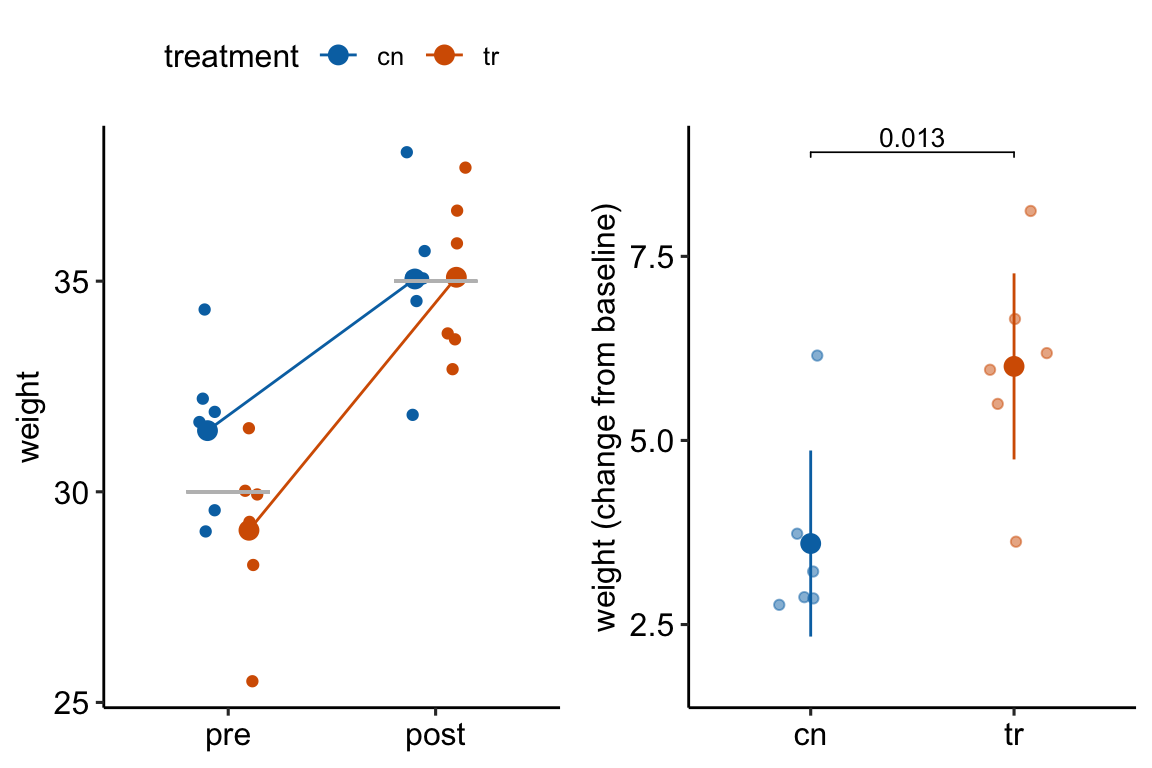 treatment cn tr
weight
35
30
25
pre post
weight (change from baseline)
7.5
5.0
2.5
0.013
cn tr